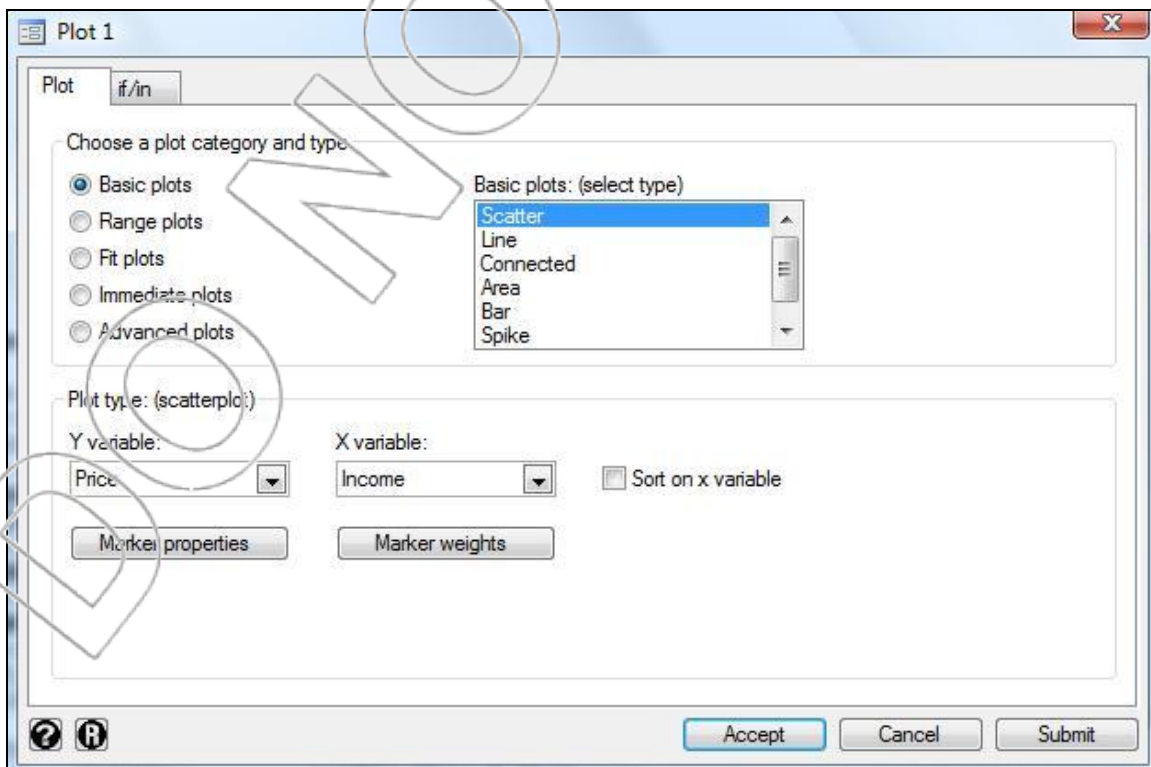 Plot 1
X
Plot
if/in
Choose a plot category and type
Basic plots
Range plots
Fit plots
Immediate plots
Advanced plots
Basic plots: (select type)
Scatter
Line
Connected
Area
Bar
Spike
Plot type: (scatterplot)
Y variable:
X variable:
Price
Income
Sort on x variable
Marker properties
Marker weights
? R
Accept
Cancel
Submit
DO NO